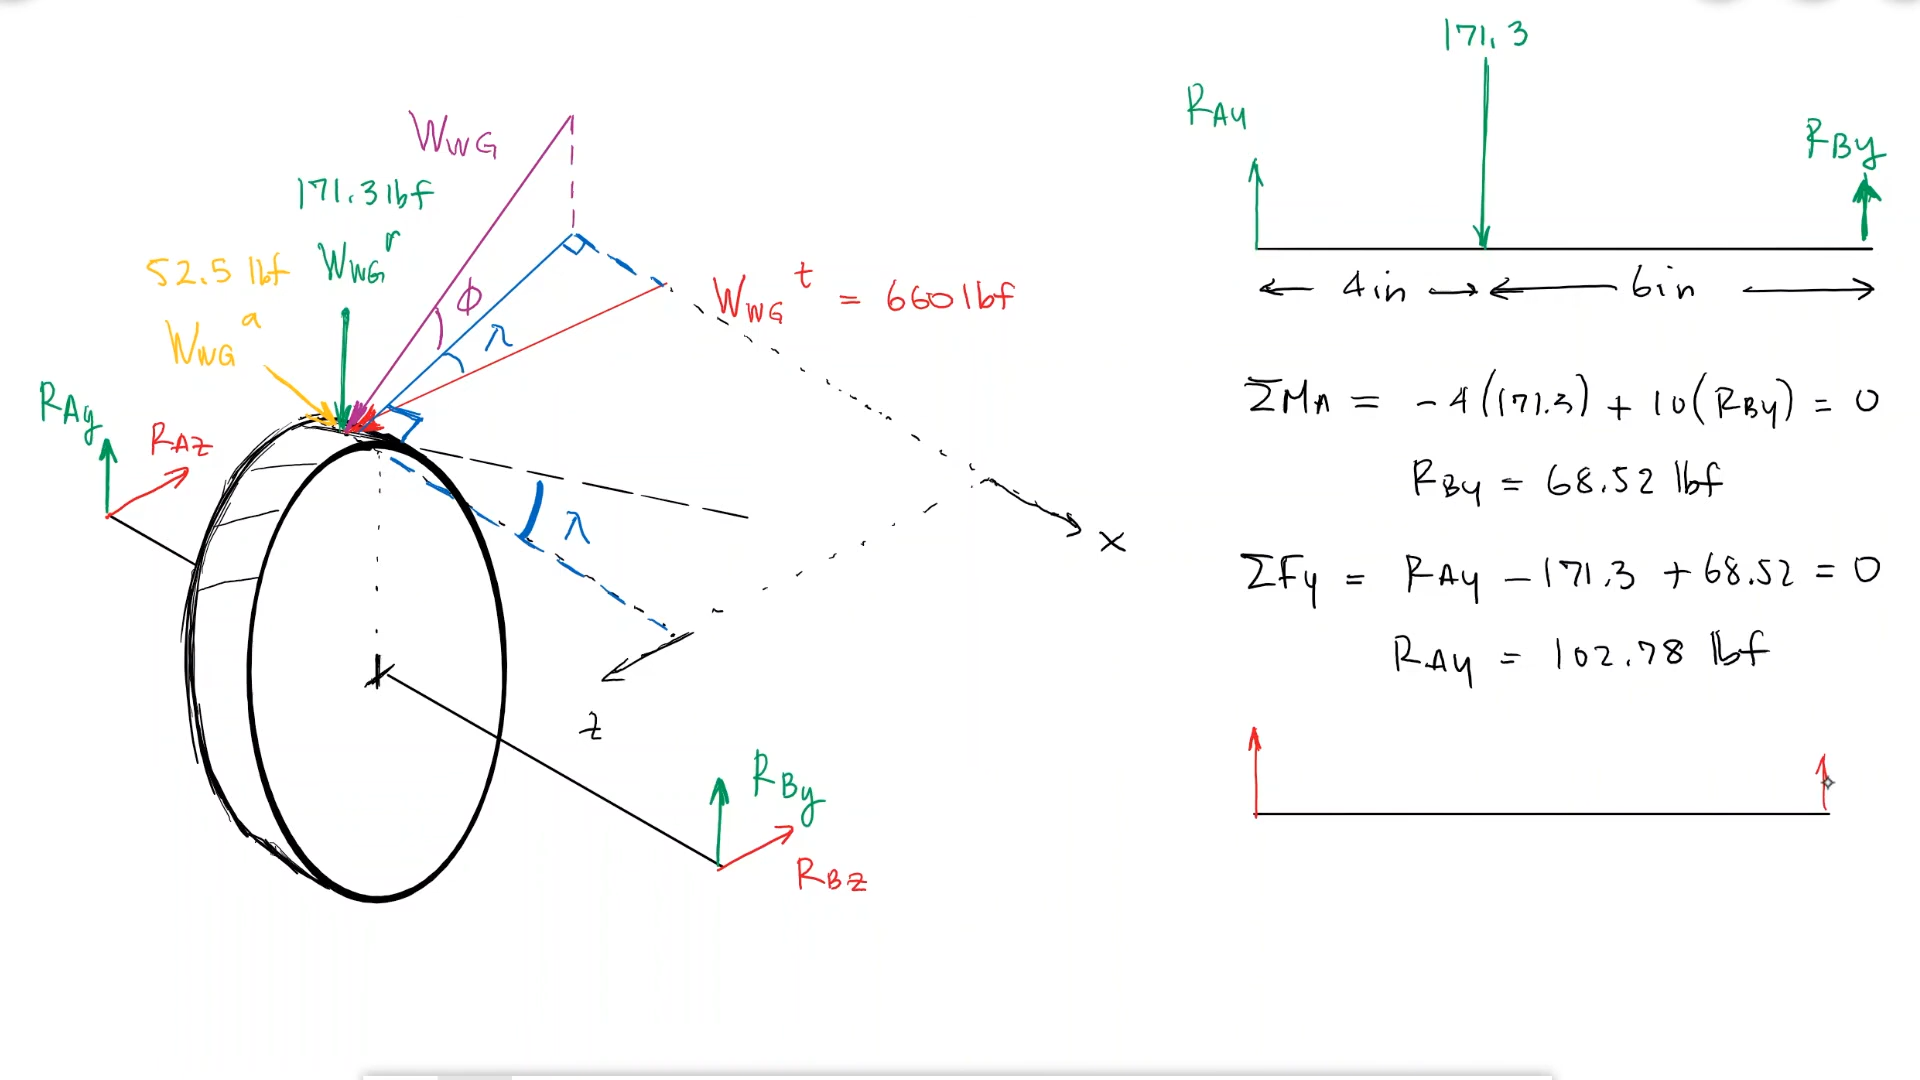 W_WG
171.3 lbf
W_WG^r
52.5 lbf
W_WG^a
ϕ
λ
W_WG^t = 660 lbf
R_Ay
R_Az
λ
x
z
R_By
R_Bz
171.3
R_Ay
R_By
4 in
6 in
ΣM_A = -4(171.3) + 10(R_By) = 0
R_By = 68.52 lbf
ΣF_y = R_Ay - 171.3 + 68.52 = 0
R_Ay = 102.78 lbf